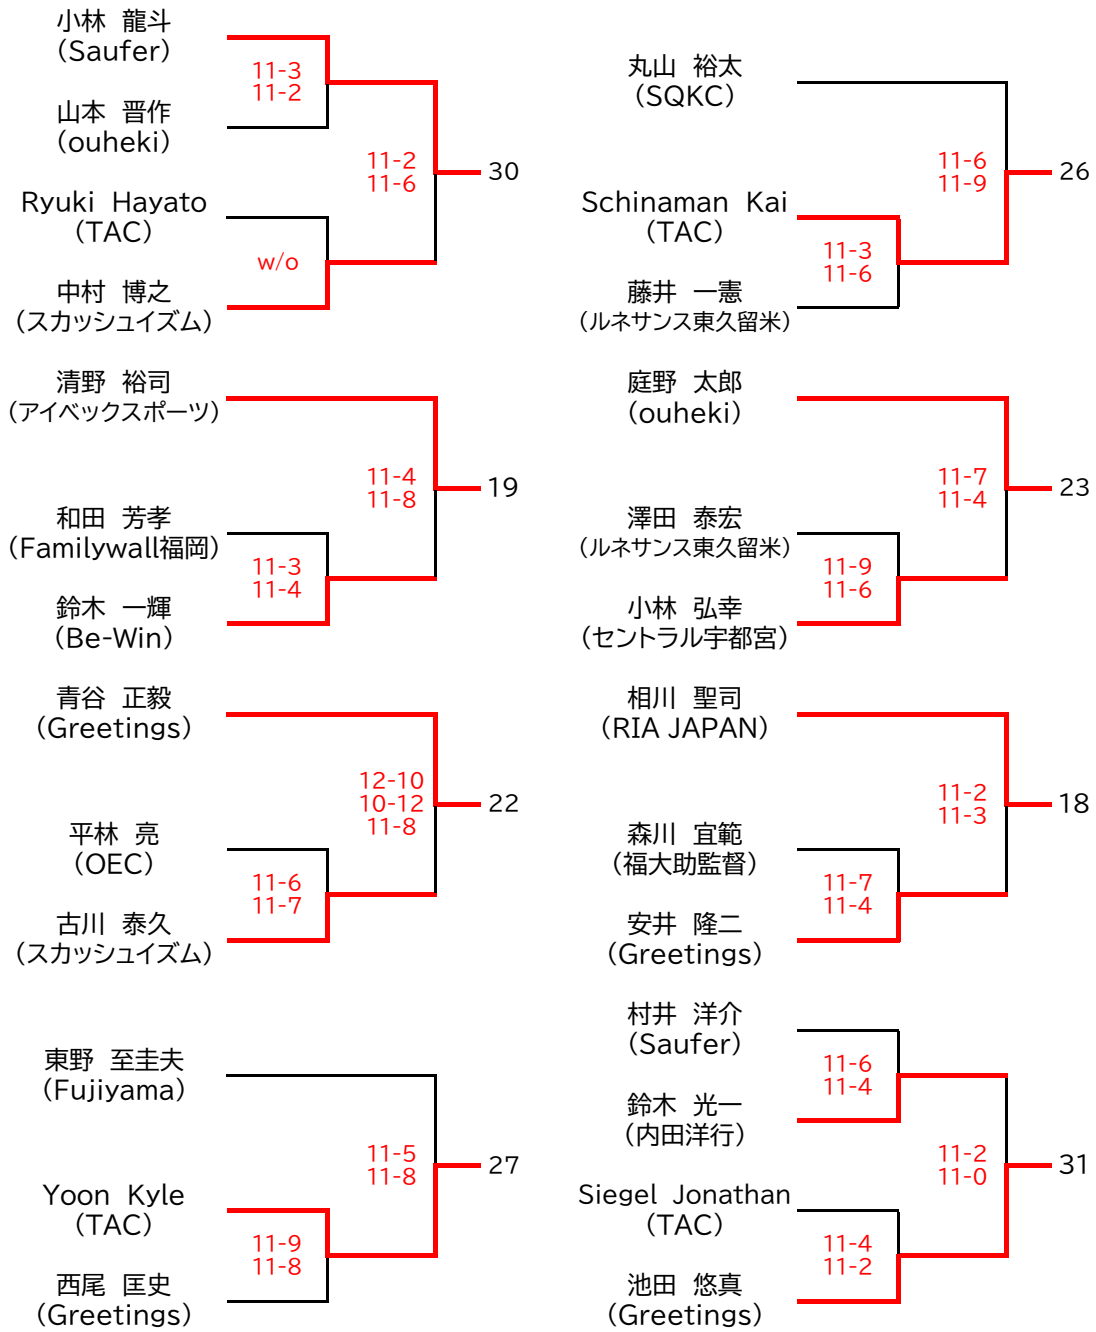 小林 龍斗
(Saufer)
11-3
11-2
山本 晋作
(ouheki)
11-2
11-6
30
Ryuki Hayato
(TAC)
w/o
中村 博之
(スカッシュイズム)
清野 裕司
(アイベックスポーツ)
11-4
11-8
19
和田 芳孝
(Familywall福岡)
11-3
11-4
鈴木 一輝
(Be-Win)
青谷 正毅
(Greetings)
12-10
10-12
11-8
22
平林 亮
(OEC)
11-6
11-7
古川 泰久
(スカッシュイズム)
東野 至圭夫
(Fujiyama)
11-5
11-8
27
Yoon Kyle
(TAC)
11-9
11-8
西尾 匡史
(Greetings)
丸山 裕太
(SQKC)
11-6
11-9
26
Schinaman Kai
(TAC)
11-3
11-6
藤井 一憲
(ルネサンス東久留米)
庭野 太郎
(ouheki)
11-7
11-4
23
澤田 泰宏
(ルネサンス東久留米)
11-9
11-6
小林 弘幸
(セントラル宇都宮)
相川 聖司
(RIA JAPAN)
11-2
11-3
18
森川 宜範
(福大助監督)
11-7
11-4
安井 隆二
(Greetings)
村井 洋介
(Saufer)
11-6
11-4
鈴木 光一
(内田洋行)
11-2
11-0
31
Siegel Jonathan
(TAC)
11-4
11-2
池田 悠真
(Greetings)